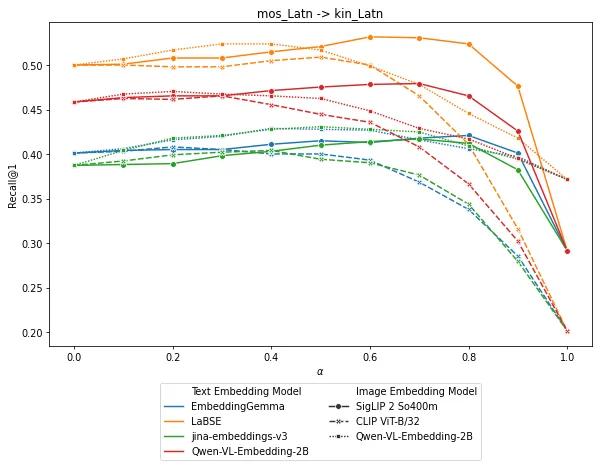 mos_Latn -> kin_Latn
Recall@1
0.50
0.45
0.40
0.35
0.30
0.25
0.20
0.0 0.2 0.4 0.6 0.8 1.0
α
Text Embedding Model Image Embedding Model
EmbeddingGemma SigLIP 2 So400m
LaBSE CLIP ViT-B/32
jina-embeddings-v3 Qwen-VL-Embedding-2B
Qwen-VL-Embedding-2B